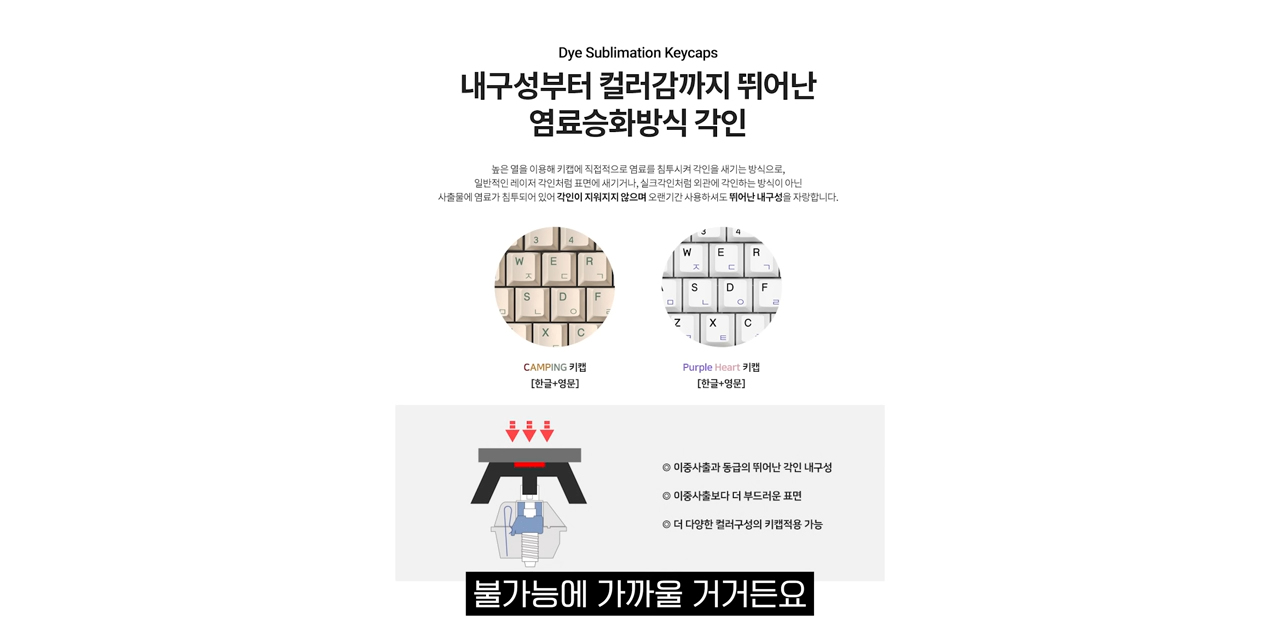 Dye Sublimation Keycaps
내구성부터 컬러감까지 뛰어난
염료승화방식 각인
높은 열을 이용해 키캡에 직접적으로 염료를 침투시켜 각인을 새기는 방식으로,
일반적인 레이저 각인처럼 표면에 새기거나, 실크각인처럼 외관에 각인하는 방식이 아닌
사출물에 염료가 침투되어 있어 각인이 지워지지 않으며 오랜기간 사용하셔도 뛰어난 내구성을 자랑합니다.
3 4
W E R
ㅈ ㄷ ㄱ
S D F
ㄴ ㅇ
X C
3 4
W E R
ㅈ ㄷ ㄱ
S D F
ㅁ ㄴ ㅇ ㄹ
Z X C
ㅌ
CAMPING 키캡
[한글+영문]
Purple Heart 키캡
[한글+영문]
◎ 이중사출과 동급의 뛰어난 각인 내구성
◎ 이중사출보다 더 부드러운 표면
◎ 더 다양한 컬러구성의 키캡적용 가능
불가능에 가까울 거거든요